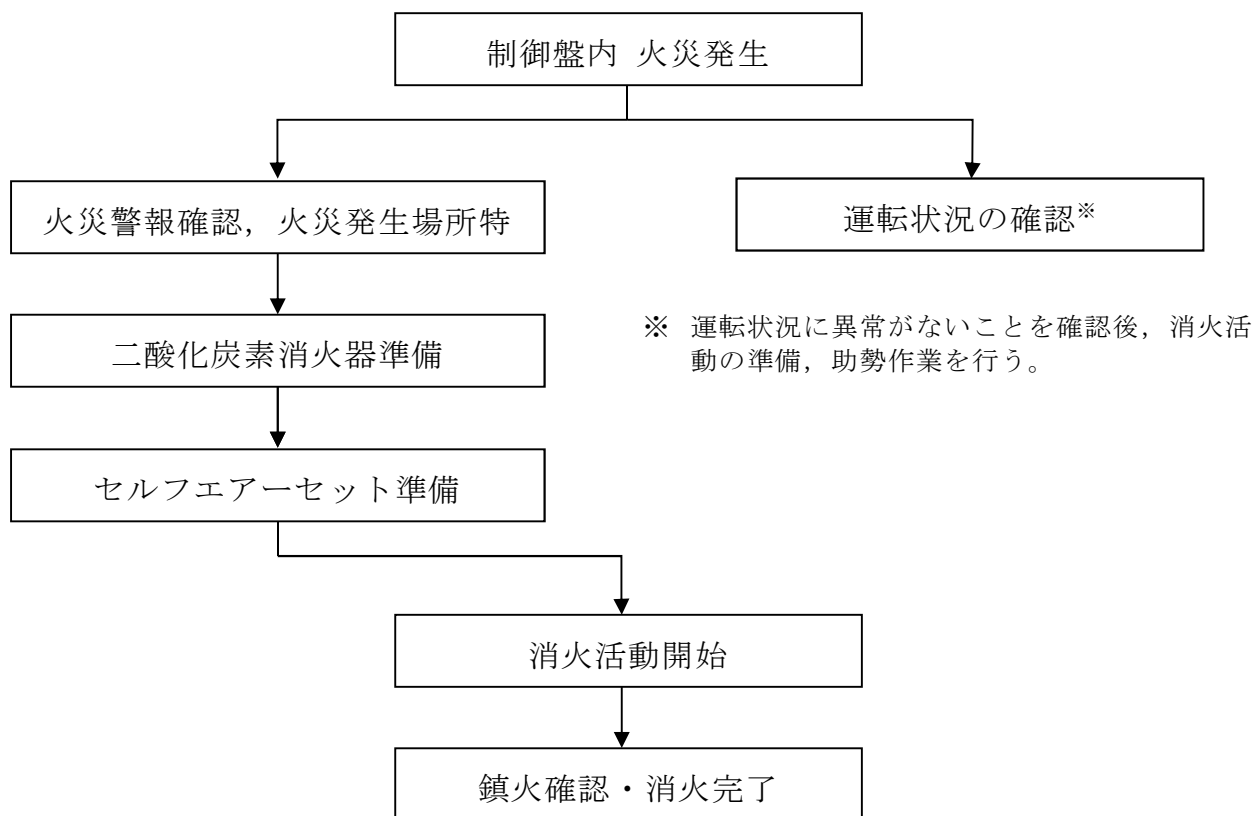 制御盤内 火災発生
火災警報確認，火災発生場所特
運転状況の確認※
二酸化炭素消火器準備
※ 運転状況に異常がないことを確認後，消火活
動の準備，助勢作業を行う。
セルフエアーセット準備
消火活動開始
鎮火確認・消火完了